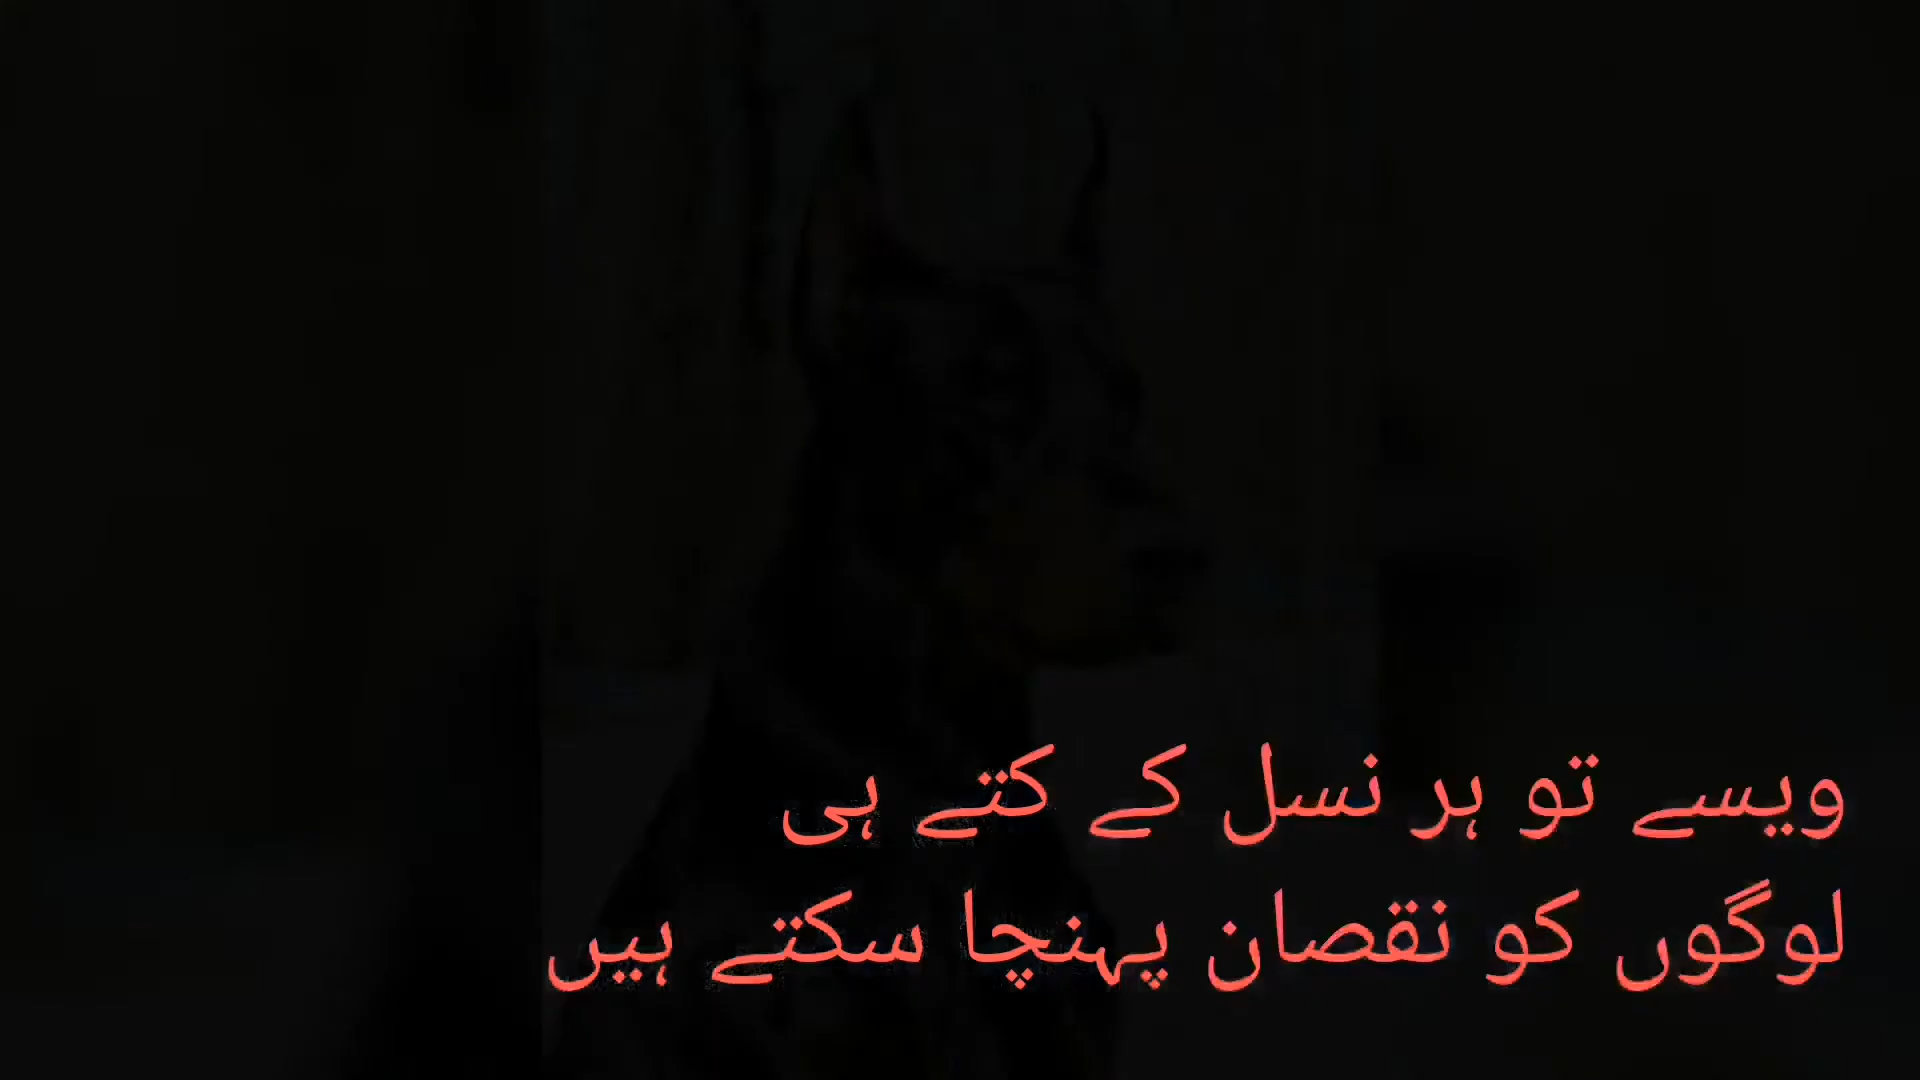 ویسے تو ہر نسل کے کتے ہی
لوگوں کو نقصان پہنچا سکتے ہیں